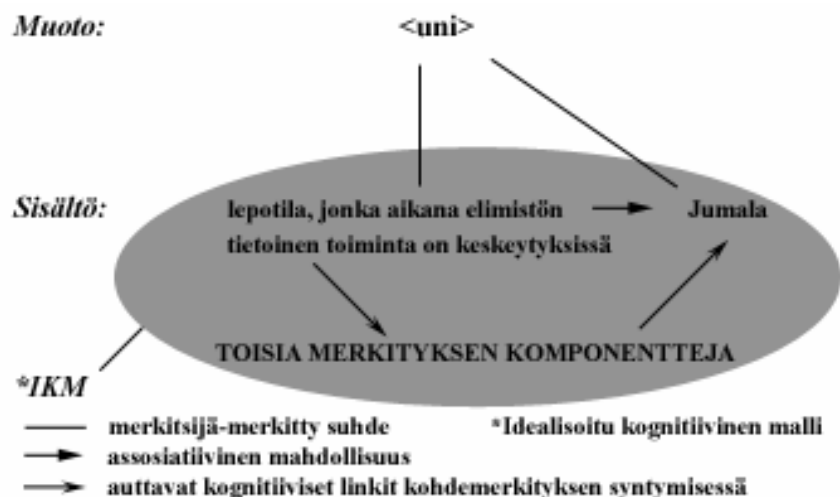 Muoto: <uni>
Sisältö: lepotila, jonka aikana elimistön Jumala
tietoinen toiminta on keskeytyksissä
TOISIA MERKITYKSEN KOMPONENTTEJA
*IKM
merkitsijä-merkitty suhde *Idealisoitu kognitiivinen malli
assosiatiivinen mahdollisuus
auttavat kognitiiviset linkit kohdemerkityksen syntymisessä